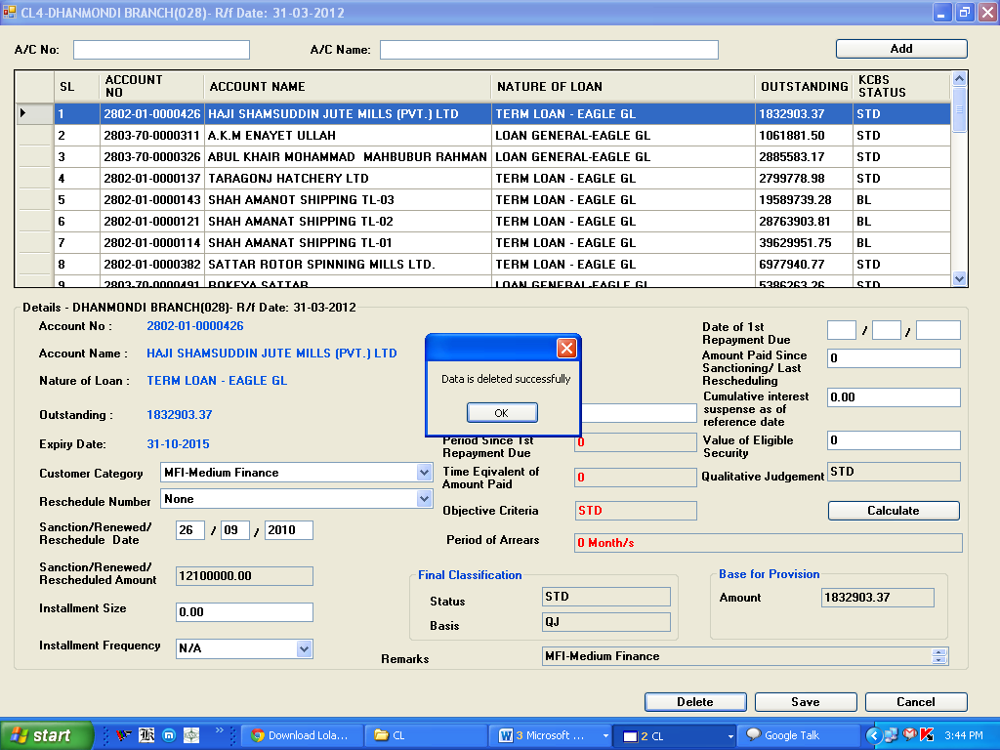 CL4-DHANMONDI BRANCH(028)- R/f Date: 31-03-2012
A/C No: A/C Name: Add
SL ACCOUNT NO ACCOUNT NAME NATURE OF LOAN OUTSTANDING KCBS STATUS
1 2802-01-0000426 HAJI SHAMSUDDIN JUTE MILLS (PVT.) LTD TERM LOAN - EAGLE GL 1832903.37 STD
2 2803-70-0000311 A.K.M ENAYET ULLAH LOAN GENERAL-EAGLE GL 1061881.50 STD
3 2803-70-0000326 ABUL KHAIR MOHAMMAD MAHBUBUR RAHMAN LOAN GENERAL-EAGLE GL 2885583.17 STD
4 2802-01-0000137 TARAGONJ HATCHERY LTD TERM LOAN - EAGLE GL 2799778.98 STD
5 2802-01-0000143 SHAH AMANOT SHIPPING TL-03 TERM LOAN - EAGLE GL 19589739.28 BL
6 2802-01-0000121 SHAH AMANAT SHIPPING TL-02 TERM LOAN - EAGLE GL 28763903.81 BL
7 2802-01-0000114 SHAH AMANAT SHIPPING TL-01 TERM LOAN - EAGLE GL 39629951.75 BL
8 2802-01-0000382 SATTAR ROTOR SPINNING MILLS LTD. TERM LOAN - EAGLE GL 6977940.77 STD
9 2803-70-0000491 ROKEYA SATTAR LOAN GENERAL-EAGLE GL 5386263.26 STD
Details - DHANMONDI BRANCH(028)- R/f Date: 31-03-2012
Account No : 2802-01-0000426
Account Name : HAJI SHAMSUDDIN JUTE MILLS (PVT.) LTD
Nature of Loan : TERM LOAN - EAGLE GL
Outstanding : 1832903.37
Expiry Date: 31-10-2015
Customer Category MFI-Medium Finance
Reschedule Number None
Sanction/Renewed/
Reschedule Date 26 / 09 / 2010
Sanction/Renewed/
Rescheduled Amount 12100000.00
Installment Size 0.00
Installment Frequency N/A
Data is deleted successfully
OK
Period Since 1st
Repayment Due 0
Time Eqivalent of
Amount Paid 0
Objective Criteria STD
Period of Arrears 0 Month/s
Date of 1st
Repayment Due / /
Amount Paid Since
Sanctioning/ Last
Rescheduling 0
Cumulative interest
suspense as of
reference date 0.00
Value of Eligible
Security 0
Qualitative Judgement STD
Calculate
Final Classification
Status STD
Basis QJ
Base for Provision
Amount 1832903.37
Remarks MFI-Medium Finance
Delete Save Cancel
start Download Lola... CL 3 Microsoft ... 2 CL Google Talk 3:44 PM